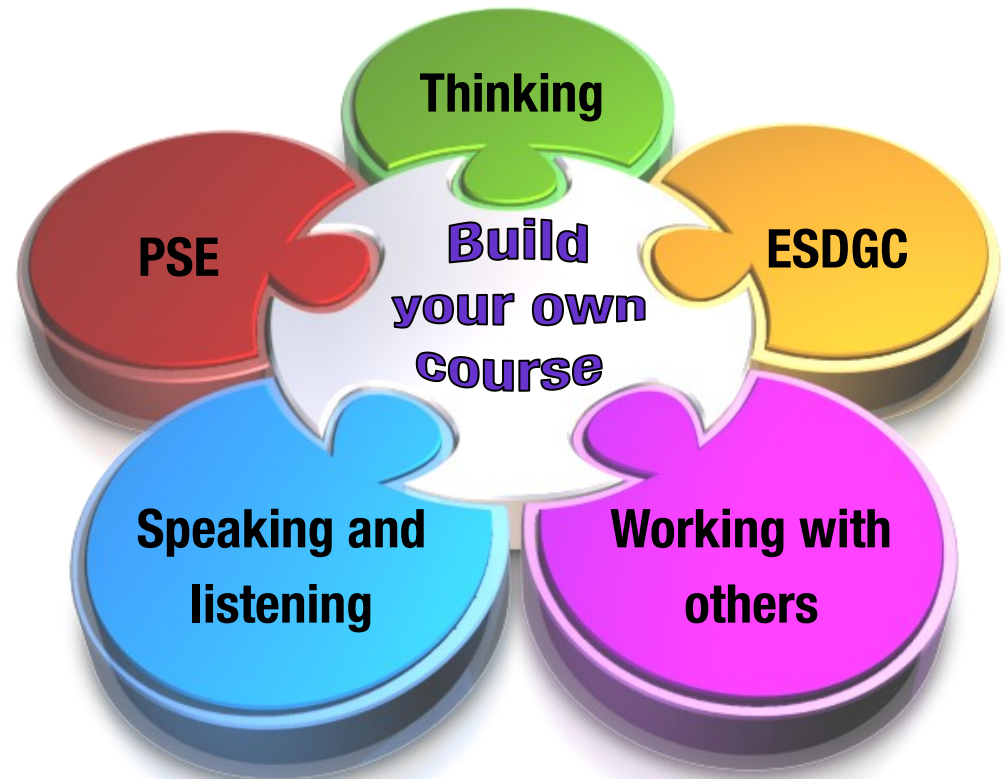 Thinking
PSE
Build
your own
course
ESDGC
Speaking and
listening
Working with
others